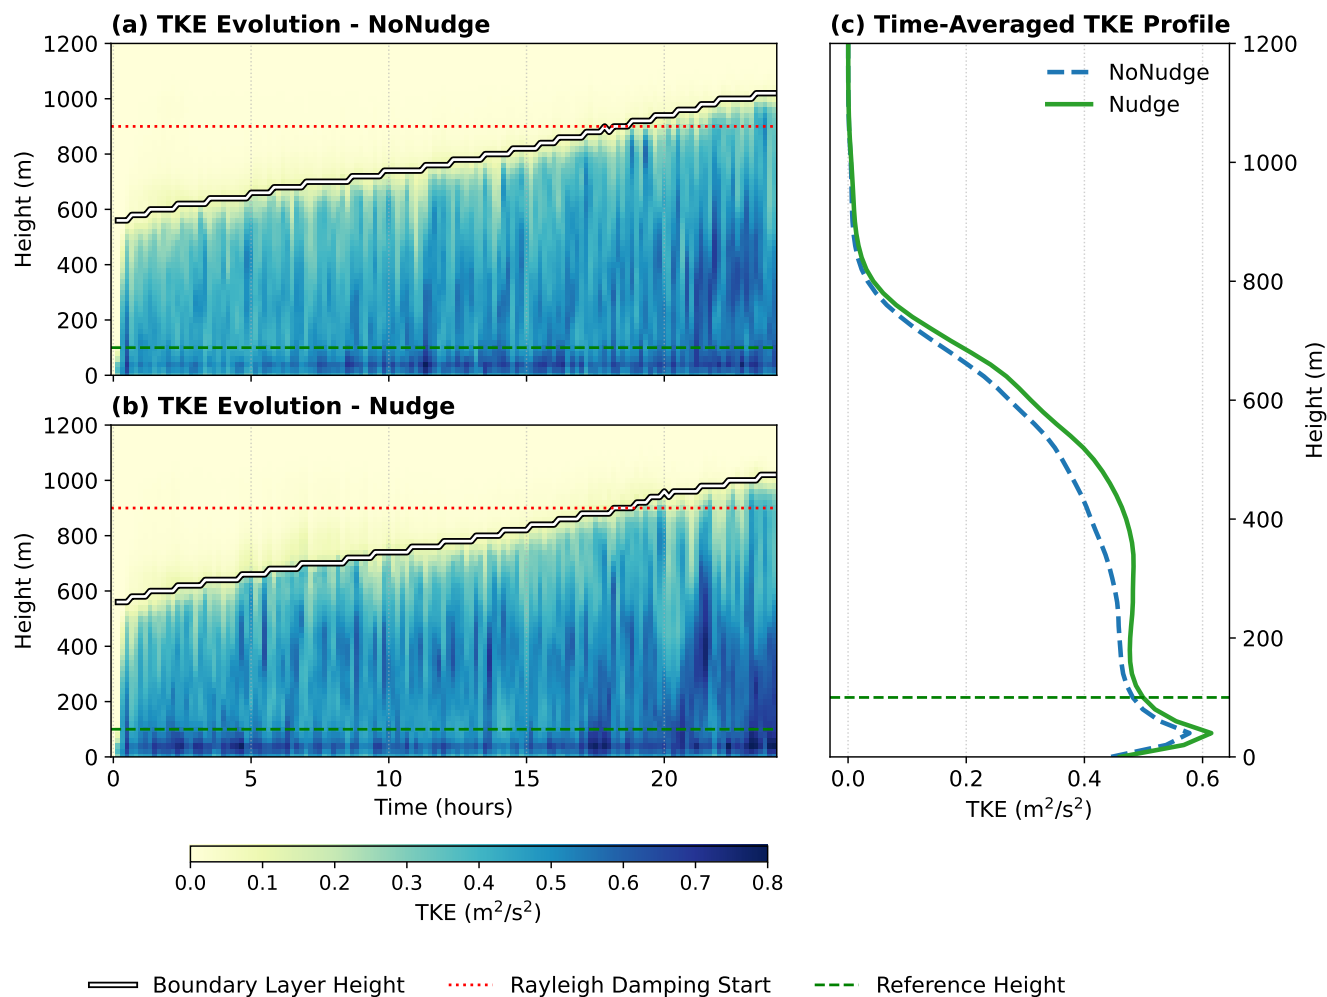 (a) TKE Evolution - NoNudge
1200
1000
800
600
400
200
0
Height (m)
(b) TKE Evolution - Nudge
1200
1000
800
600
400
200
0
Height (m)
0 5 10 15 20
Time (hours)
(c) Time-Averaged TKE Profile
NoNudge
Nudge
1200
1000
800
600
400
200
0
Height (m)
0.0 0.2 0.4 0.6
TKE (m²/s²)
0.0 0.1 0.2 0.3 0.4 0.5 0.6 0.7 0.8
TKE (m²/s²)
Boundary Layer Height Rayleigh Damping Start Reference Height